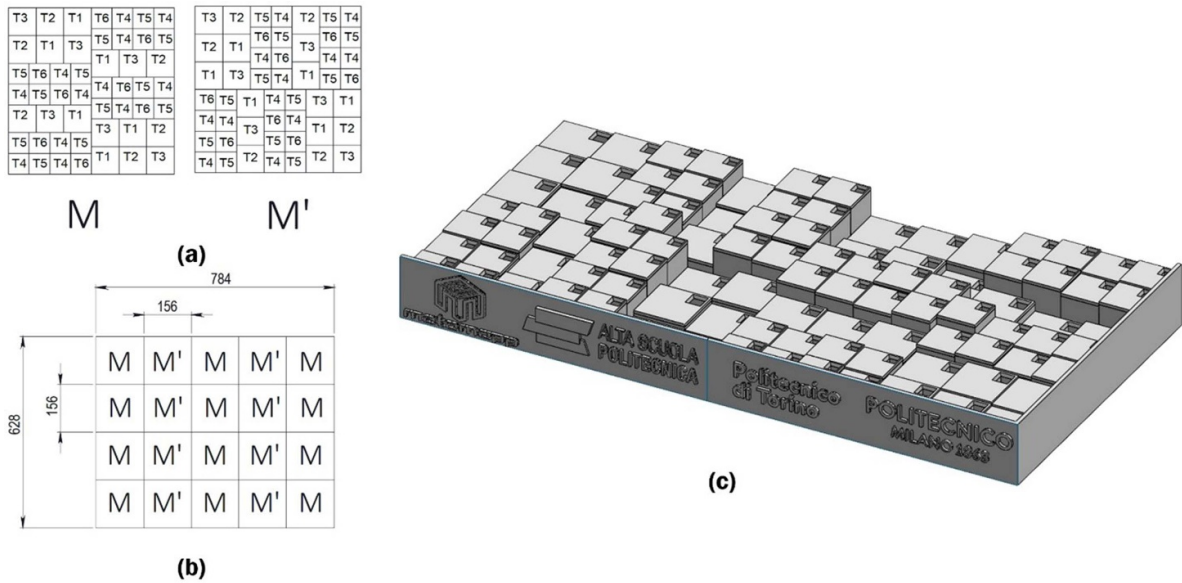 T3 T2 T1 T6 T4 T5 T4
T5 T4 T6 T5
T2 T1 T3
T1 T3 T2
T5 T6 T4 T5
T4 T6 T5 T4
T4 T5 T6 T4
T5 T4 T6 T5
T2 T3 T1
T3 T1 T2
T5 T6 T4 T5
T4 T5 T4 T6 T1 T2 T3
M
T3 T2 T5 T4 T2 T5 T4
T6 T5 T6 T5
T2 T1 T3
T4 T6 T4 T4
T1 T3 T5 T4 T1 T5 T6
T6 T5 T1 T4 T5 T3 T1
T4 T4 T5 T6
T3 T1 T2
T5 T6 T6 T4
T4 T5 T2 T4 T5 T2 T3
M'
(a)
784
156
628
156
M M' M M' M
M M' M M' M
M M' M M' M
M M' M M' M
(b)
ALTA SCUOLA
POLITECNICA
Politecnico
di Torino
POLITECNICO
MILANO 1863
(c)